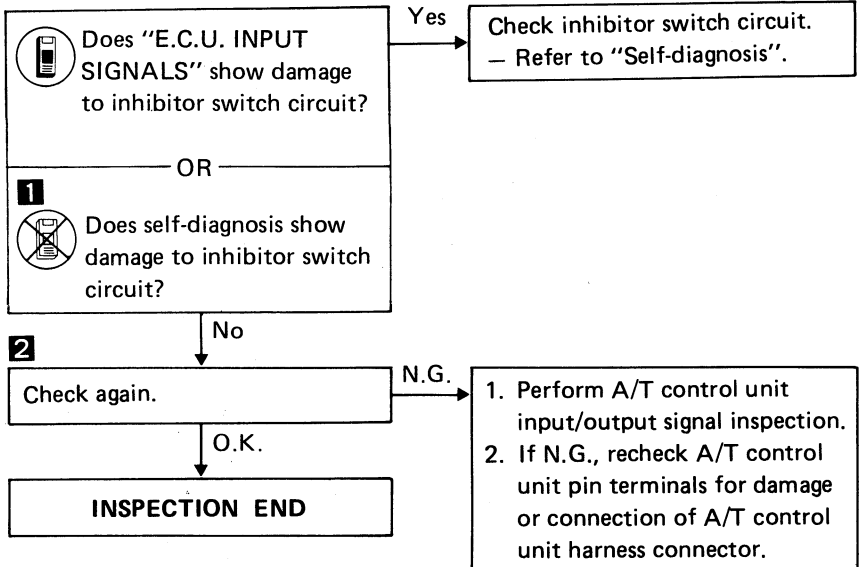 Does "E.C.U. INPUT
SIGNALS" show damage
to inhibitor switch circuit?
Yes
Check inhibitor switch circuit.
— Refer to "Self-diagnosis".
OR
1
Does self-diagnosis show
damage to inhibitor switch
circuit?
No
2
Check again.
N.G.
1. Perform A/T control unit
input/output signal inspection.
2. If N.G., recheck A/T control
unit pin terminals for damage
or connection of A/T control
unit harness connector.
O.K.
INSPECTION END